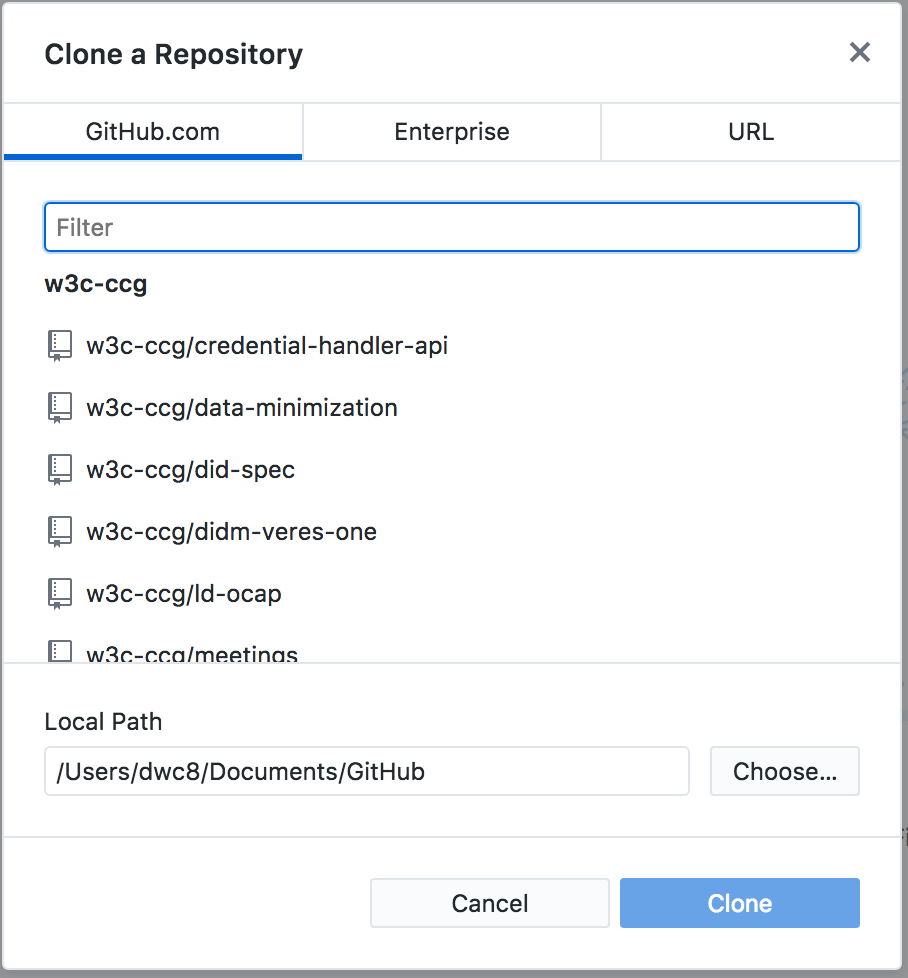 Clone a Repository
GitHub.com
Enterprise
URL
Filter
w3c-ccg
w3c-ccg/credential-handler-api
w3c-ccg/data-minimization
w3c-ccg/did-spec
w3c-ccg/didm-veres-one
w3c-ccg/ld-ocap
w3c-ccg/meetings
Local Path
/Users/dwc8/Documents/GitHub
Choose...
Cancel
Clone